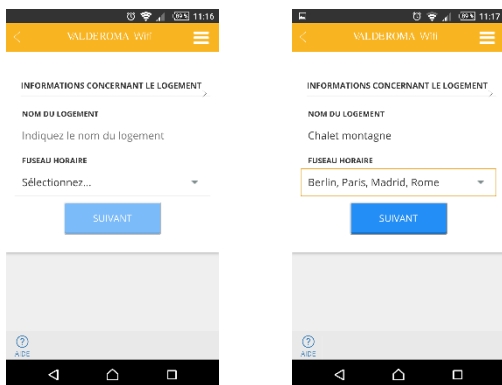 89% 11:16
VALDEROMA Wifi
INFORMATIONS CONCERNANT LE LOGEMENT
NOM DU LOGEMENT
Indiquez le nom du logement
FUSEAU HORAIRE
Sélectionnez...
SUIVANT
AIDE
89% 11:17
VALDEROMA Wifi
INFORMATIONS CONCERNANT LE LOGEMENT
NOM DU LOGEMENT
Chalet montagne
FUSEAU HORAIRE
Berlin, Paris, Madrid, Rome
SUIVANT
AIDE